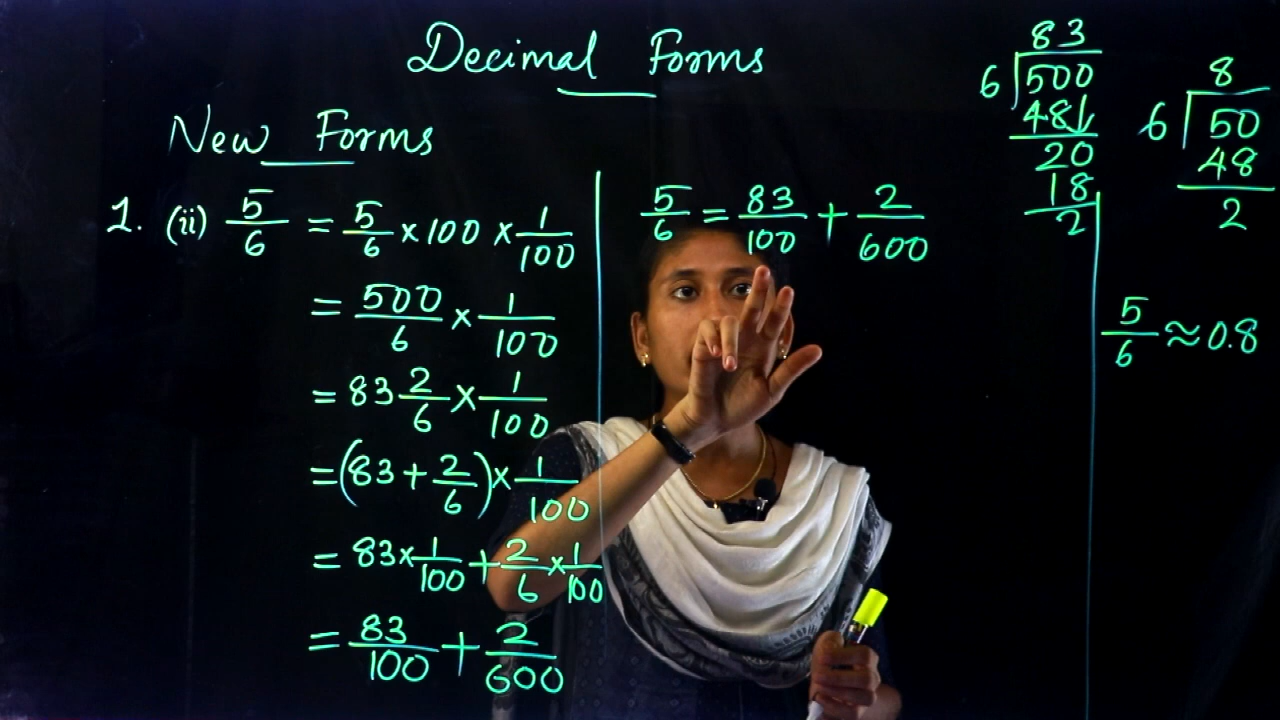 Decimal Forms
New Forms
1. (ii) 5/6 = 5/6 × 100 × 1/100
= 500/6 × 1/100
= 83 2/6 × 1/100
= (83 + 2/6) × 1/100
= 83 × 1/100 + 2/6 × 1/100
= 83/100 + 2/600
5/6 = 83/100 + 2/600
83
6 500
48↓
20
18
2
8
6 50
48
2
5/6 ≈ 0.8